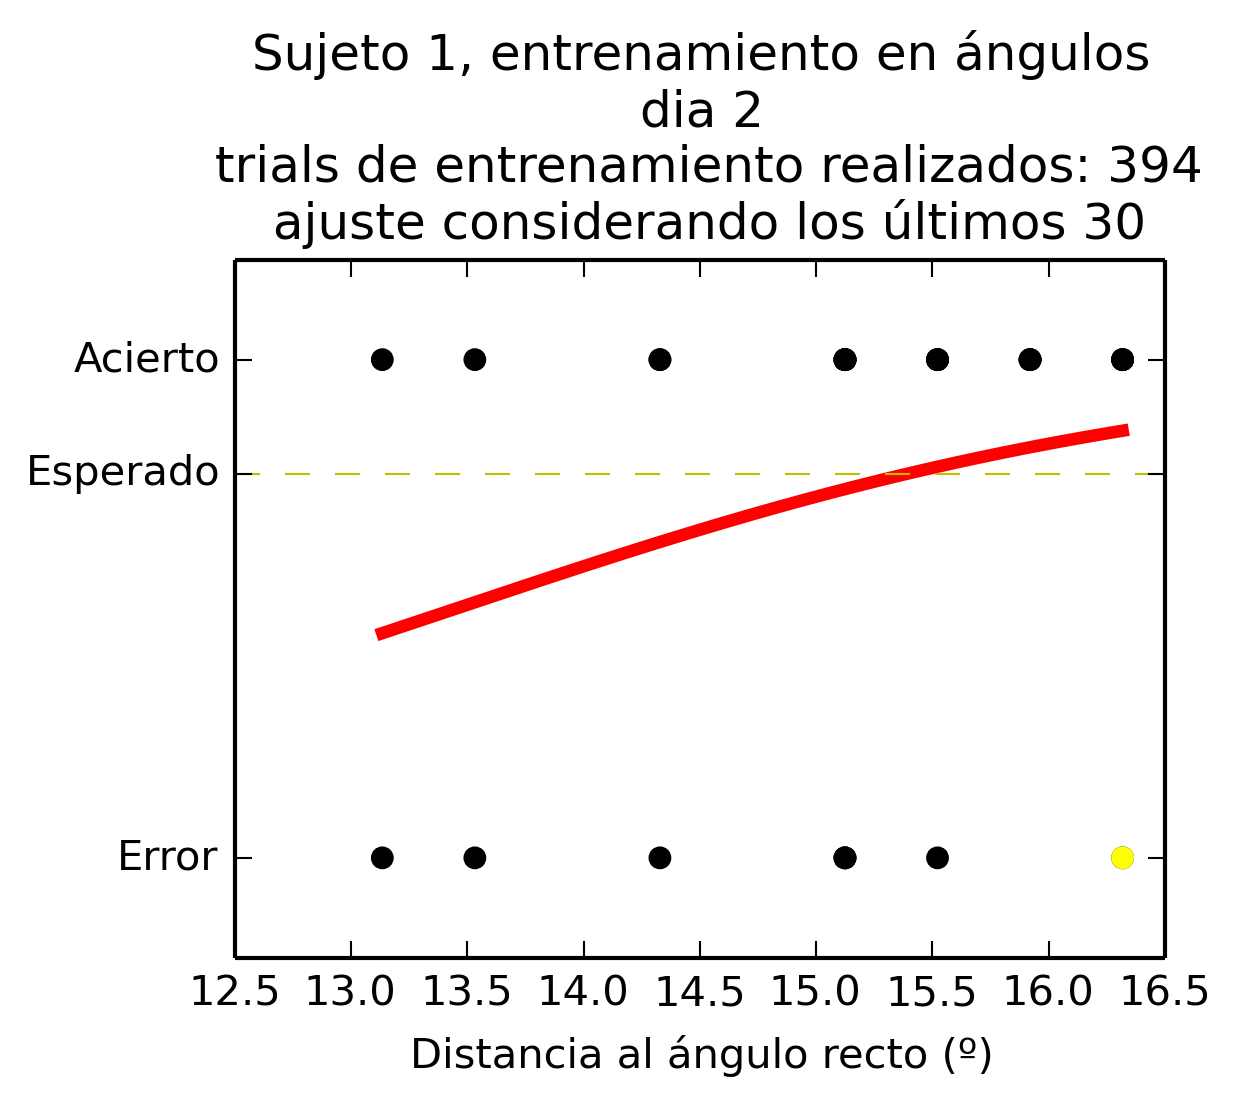 Sujeto 1, entrenamiento en ángulos
dia 2
trials de entrenamiento realizados: 394
ajuste considerando los últimos 30
Acierto
Esperado
Error
12.5 13.0 13.5 14.0 14.5 15.0 15.5 16.0 16.5
Distancia al ángulo recto (º)